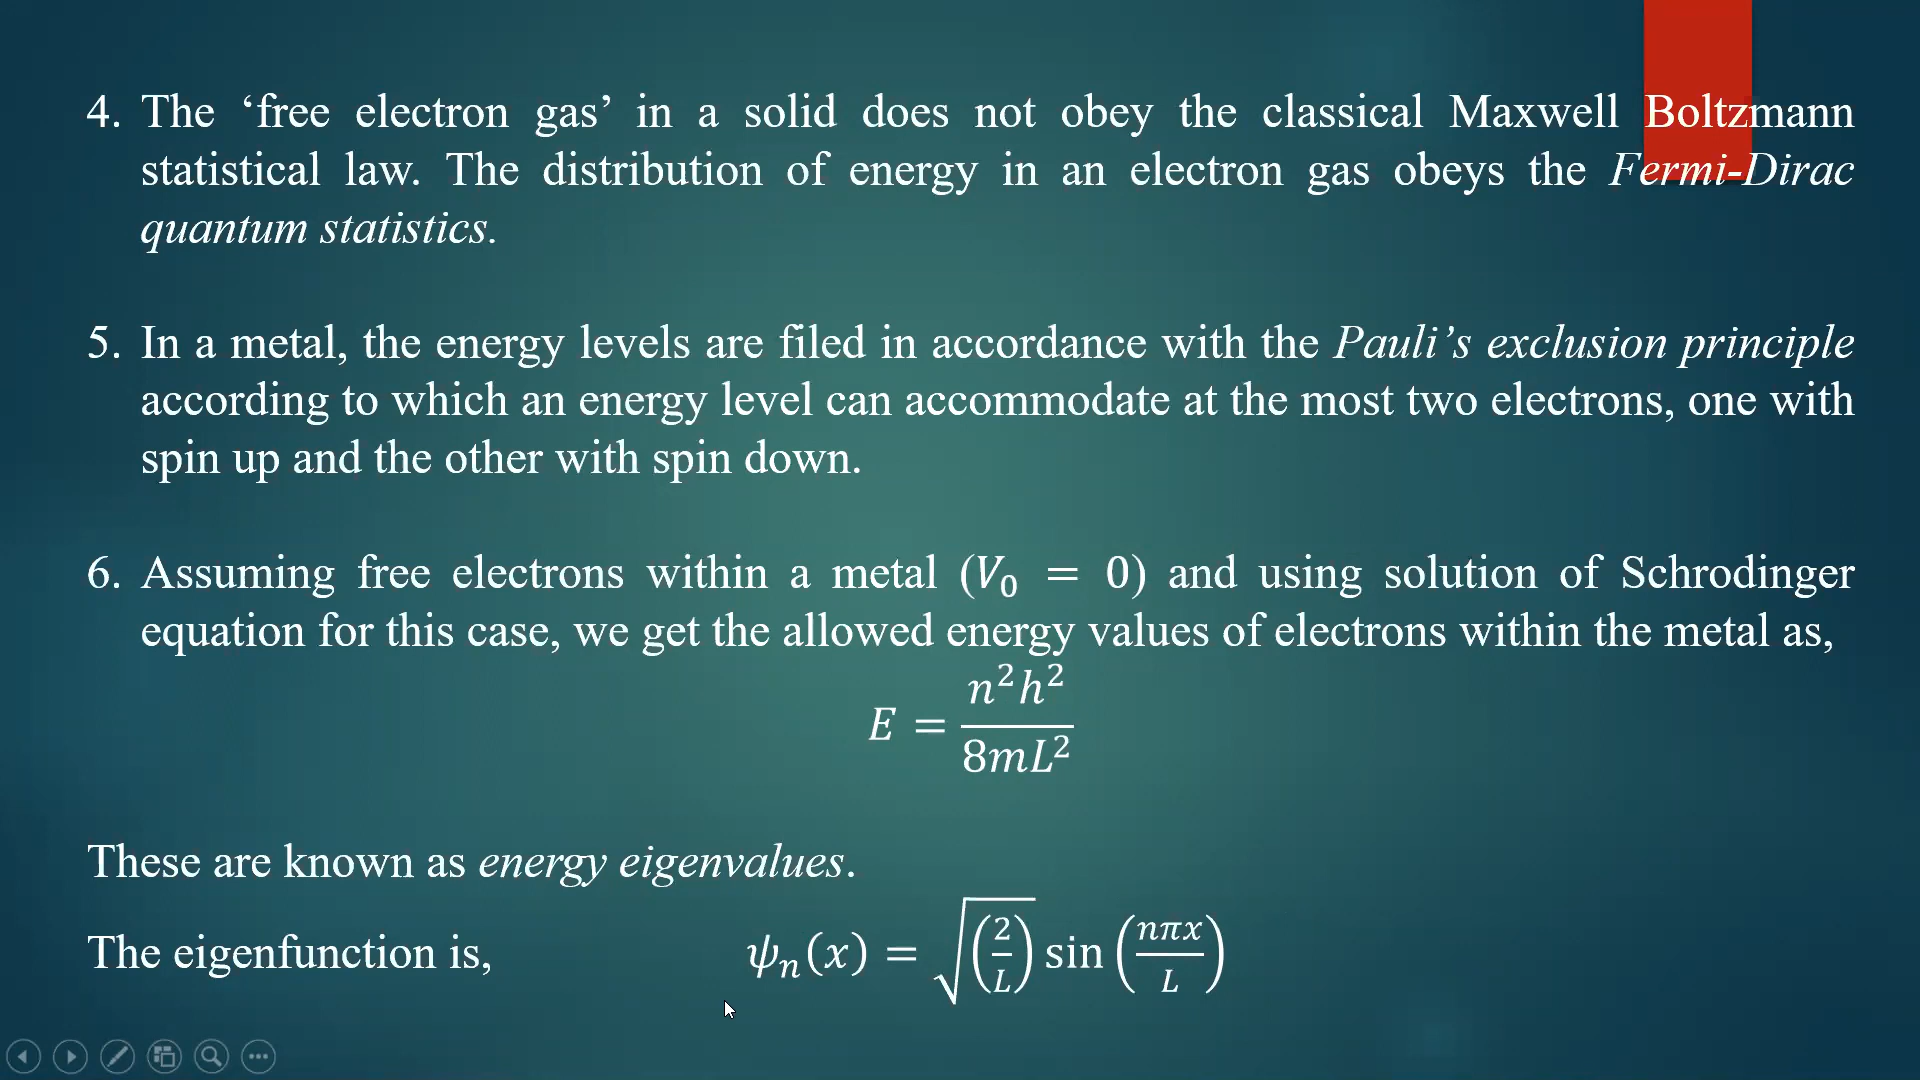 4. The ‘free electron gas’ in a solid does not obey the classical Maxwell Boltzmann
statistical law. The distribution of energy in an electron gas obeys the Fermi-Dirac
quantum statistics.
5. In a metal, the energy levels are filed in accordance with the Pauli’s exclusion principle
according to which an energy level can accommodate at the most two electrons, one with
spin up and the other with spin down.
6. Assuming free electrons within a metal (V₀ = 0) and using solution of Schrodinger
equation for this case, we get the allowed energy values of electrons within the metal as,
E = n²h² / 8mL²
These are known as energy eigenvalues.
The eigenfunction is, ψₙ(x) = √(2/L) sin (nπx/L)